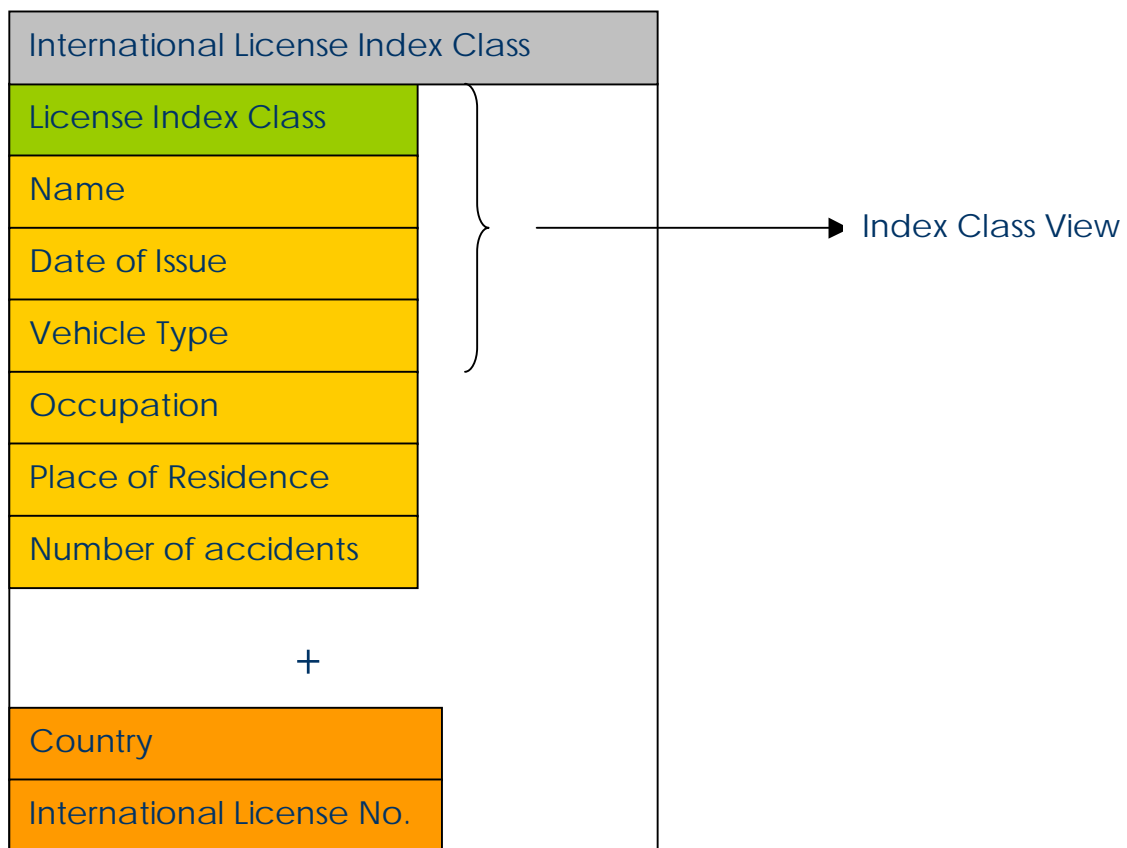 International License Index Class
License Index Class
Name
Date of Issue
Index Class View
Vehicle Type
Occupation
Place of Residence
Number of accidents
+
Country
International License No.